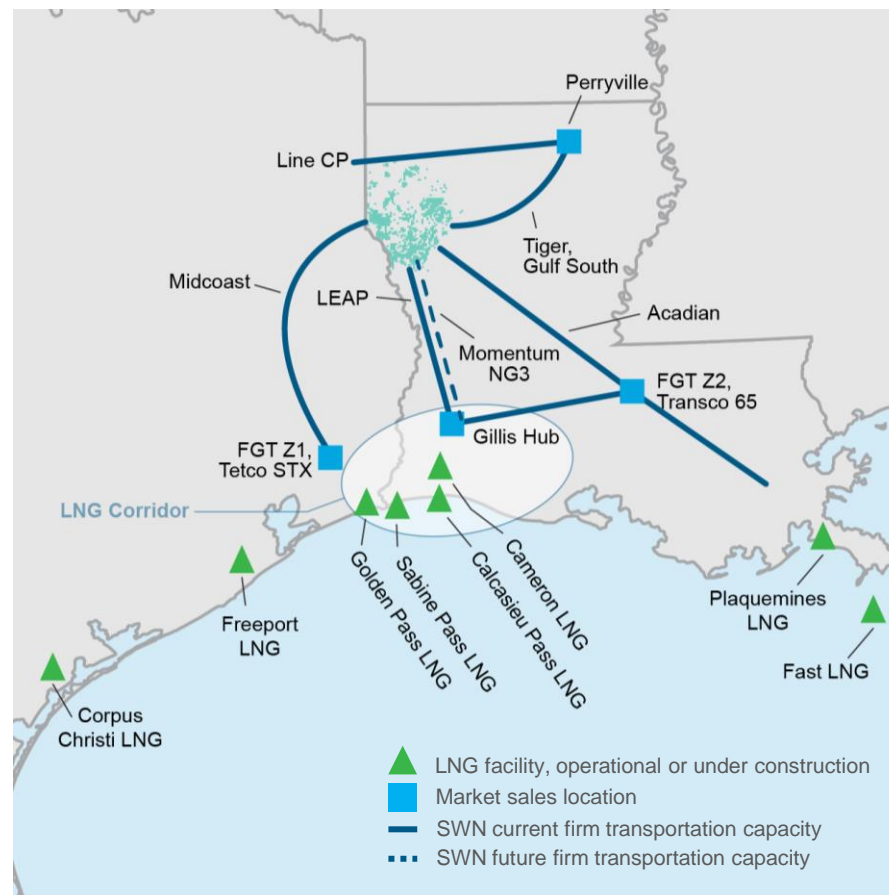 Perryville
Line CP
Tiger,
Gulf South
Midcoast
LEAP
Acadian
Momentum
NG3
FGT Z2,
Transco 65
Gillis Hub
FGT Z1,
Tetco STX
LNG Corridor
Golden Pass LNG
Sabine Pass LNG
Calcasieu Pass LNG
Cameron LNG
Freeport
LNG
Plaquemines
LNG
Fast LNG
Corpus
Christi LNG
LNG facility, operational or under construction
Market sales location
SWN current firm transportation capacity
SWN future firm transportation capacity